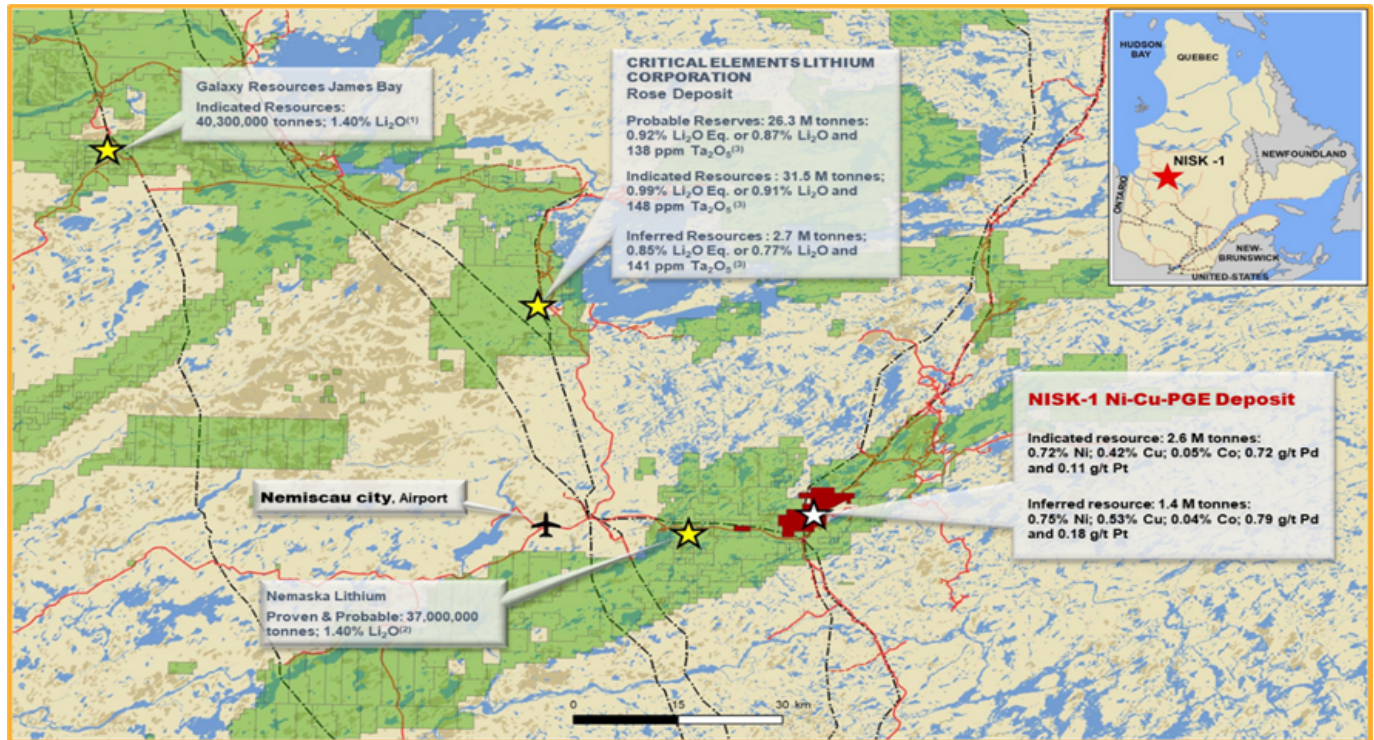 Galaxy Resources James Bay
Indicated Resources:
40,300,000 tonnes; 1.40% Li₂O⁽¹⁾
CRITICAL ELEMENTS LITHIUM
CORPORATION
Rose Deposit
Probable Reserves: 26.3 M tonnes:
0.92% Li₂O Eq. or 0.87% Li₂O and
138 ppm Ta₂O₅⁽³⁾
Indicated Resources : 31.5 M tonnes;
0.99% Li₂O Eq. or 0.91% Li₂O and
148 ppm Ta₂O₅⁽³⁾
Inferred Resources : 2.7 M tonnes;
0.85% Li₂O Eq. or 0.77% Li₂O and
141 ppm Ta₂O₅⁽³⁾
HUDSON
BAY
QUEBEC
NISK -1
NEWFOUNDLAND
ONTARIO
NEW-
BRUNSWICK
UNITED-STATES
NISK-1 Ni-Cu-PGE Deposit
Indicated resource: 2.6 M tonnes:
0.72% Ni; 0.42% Cu; 0.05% Co; 0.72 g/t Pd
and 0.11 g/t Pt
Inferred resource: 1.4 M tonnes:
0.75% Ni; 0.53% Cu; 0.04% Co; 0.79 g/t Pd
and 0.18 g/t Pt
Nemiscau city, Airport
Nemaska Lithium
Proven & Probable: 37,000,000
tonnes; 1.40% Li₂O⁽²⁾
0 15 30 km